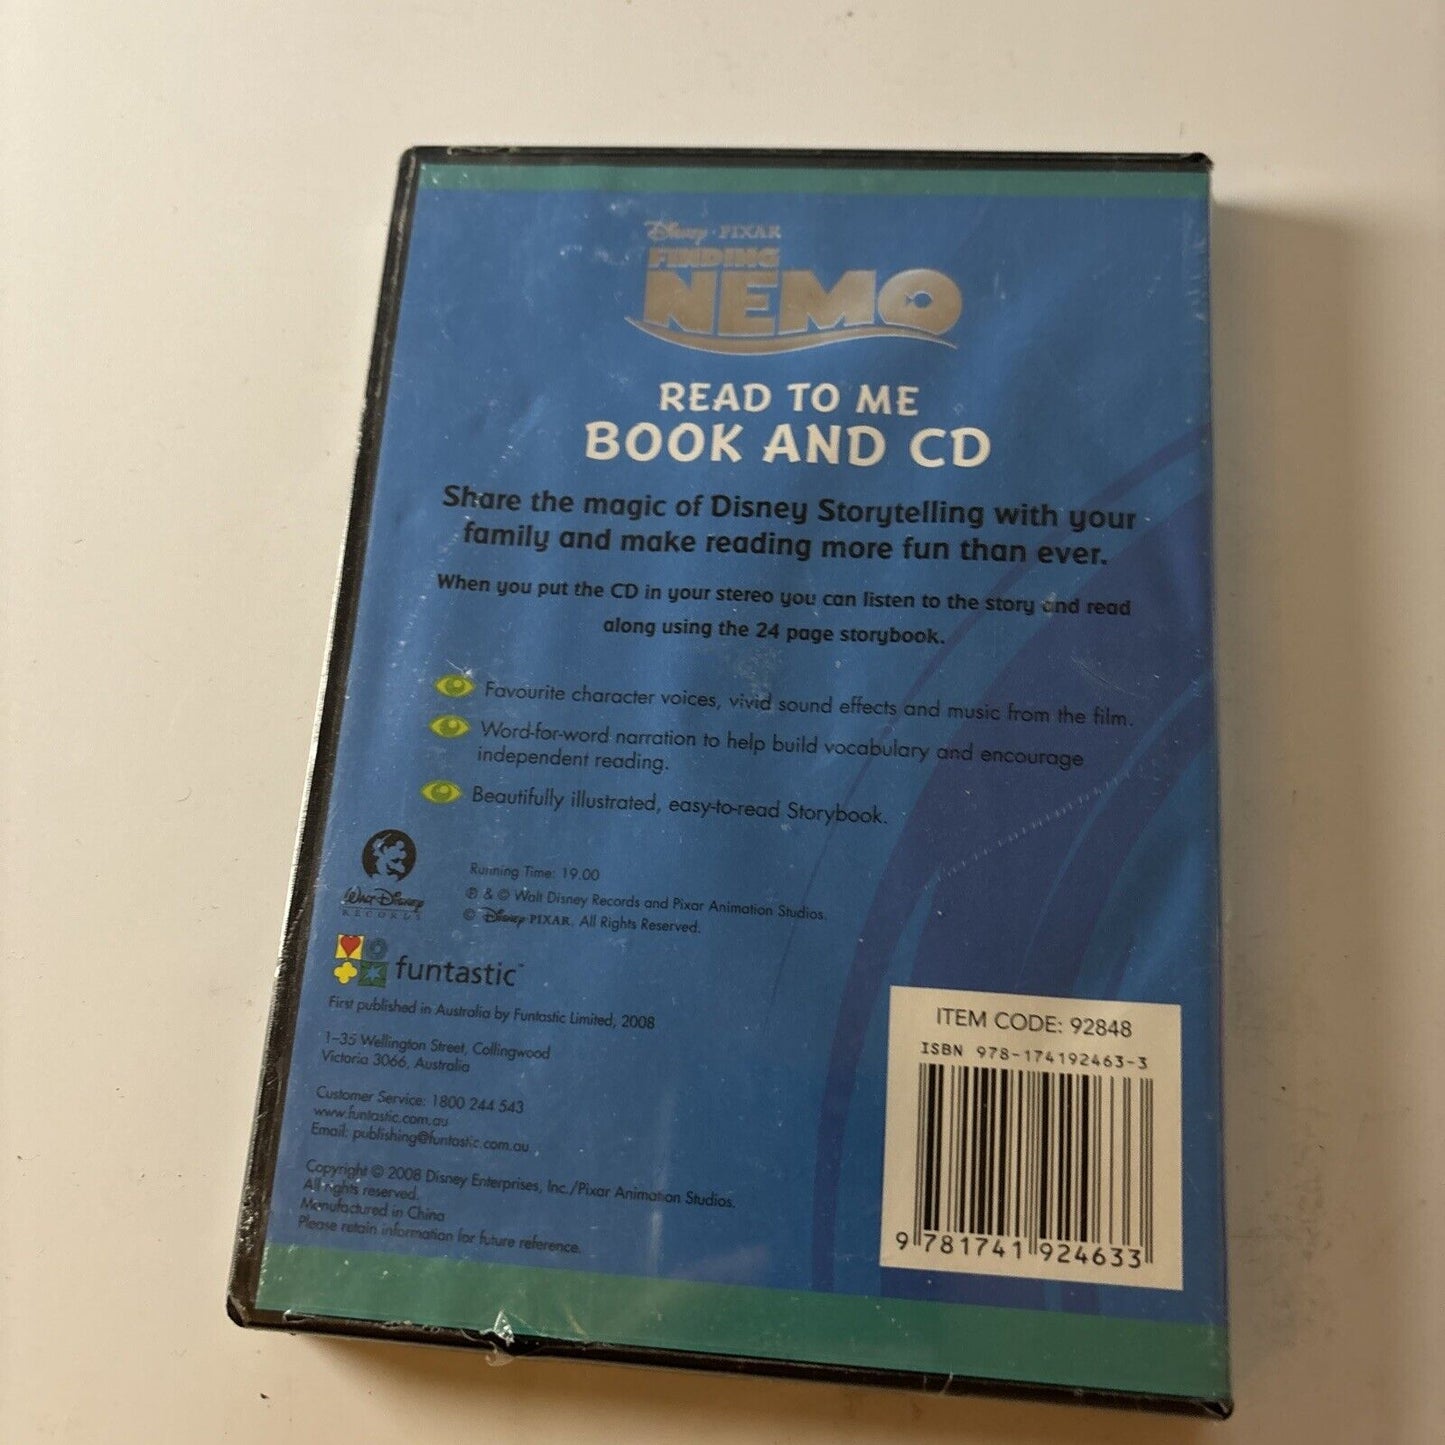 Disney · PIXAR
FINDING
NEMO
READ TO ME
BOOK AND CD
Share the magic of Disney Storytelling with your
family and make reading more fun than ever.
When you put the CD in your stereo you can listen to the story and read
along using the 24 page storybook.
Favourite character voices, vivid sound effects and music from the film.
Word-for-word narration to help build vocabulary and encourage
independent reading.
Beautifully illustrated, easy-to-read Storybook.
WALT DISNEY
RECORDS
Running Time: 19.00
℗ & © Walt Disney Records and Pixar Animation Studios.
© Disney PIXAR. All Rights Reserved.
funtastic™
First published in Australia by Funtastic Limited, 2008
1–35 Wellington Street, Collingwood
Victoria 3066, Australia
Customer Service: 1800 244 543
www.funtastic.com.au
Email: publishing@funtastic.com.au
Copyright © 2008 Disney Enterprises, Inc./Pixar Animation Studios.
All rights reserved.
Manufactured in China
Please retain information for future reference.
ITEM CODE: 92848
ISBN 978-174192463-3
9 781741 924633